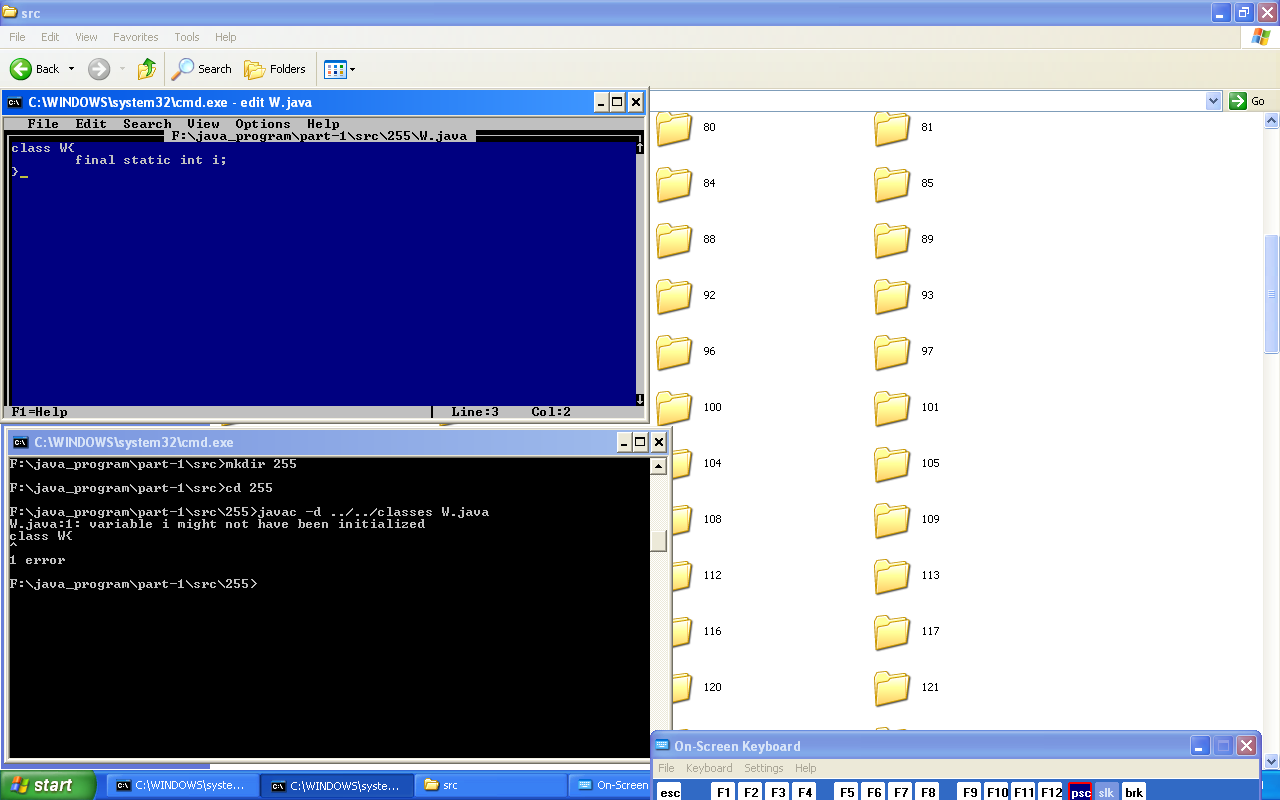 src
File Edit View Favorites Tools Help
Back Search Folders
Go
C:\WINDOWS\system32\cmd.exe - edit W.java
File Edit Search View Options Help
F:\java_program\part-1\src\255\W.java
class W{
final static int i;
}_
F1=Help Line:3 Col:2
80 81
84 85
88 89
92 93
96 97
100 101
104 105
108 109
112 113
116 117
120 121
C:\WINDOWS\system32\cmd.exe
F:\java_program\part-1\src>mkdir 255
F:\java_program\part-1\src>cd 255
F:\java_program\part-1\src\255>javac -d ../../classes W.java
W.java:1: variable i might not have been initialized
class W{
^
1 error
F:\java_program\part-1\src\255>
On-Screen Keyboard
File Keyboard Settings Help
esc F1 F2 F3 F4 F5 F6 F7 F8 F9 F10 F11 F12 psc slk brk
start C:\WINDOWS\syste... C:\WINDOWS\syste... src On-Screen